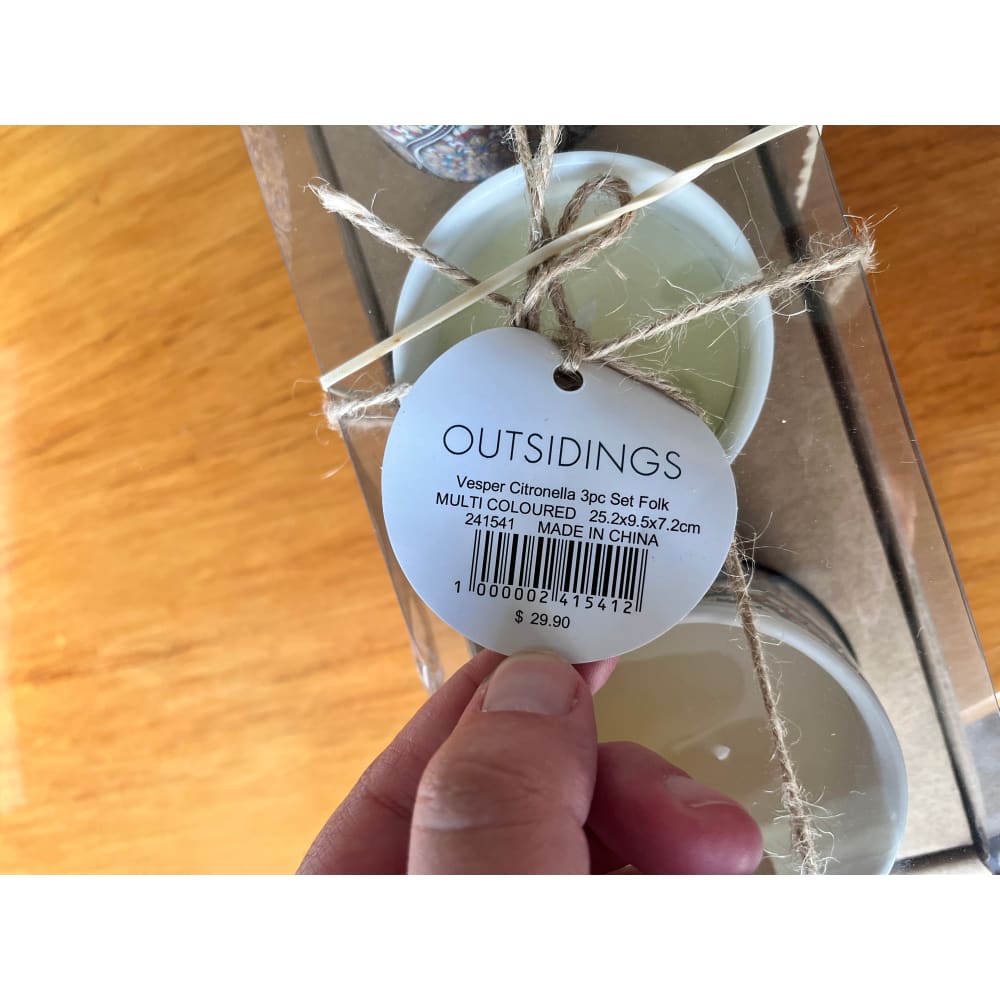 OUTSIDINGS
Vesper Citronella 3pc Set Folk
MULTI COLOURED 25.2x9.5x7.2cm
241541 MADE IN CHINA
1 000002 415412
$ 29.90